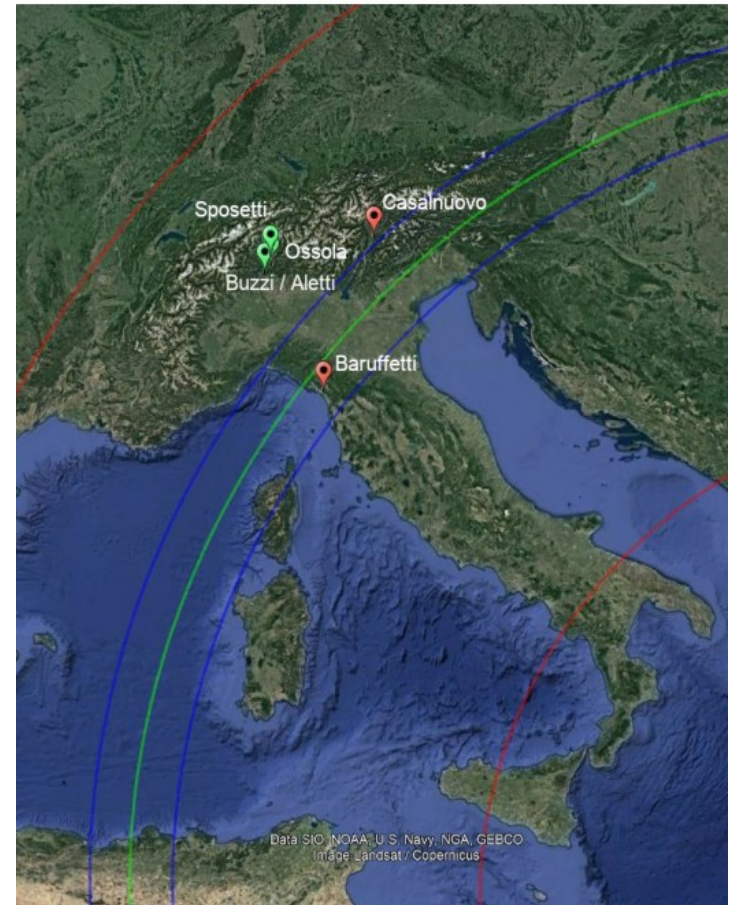 Casalnuovo
Sposetti
Ossola
Buzzi / Aletti
Baruffetti
Data SIO, NOAA, U.S. Navy, NGA, GEBCO
Image Landsat / Copernicus